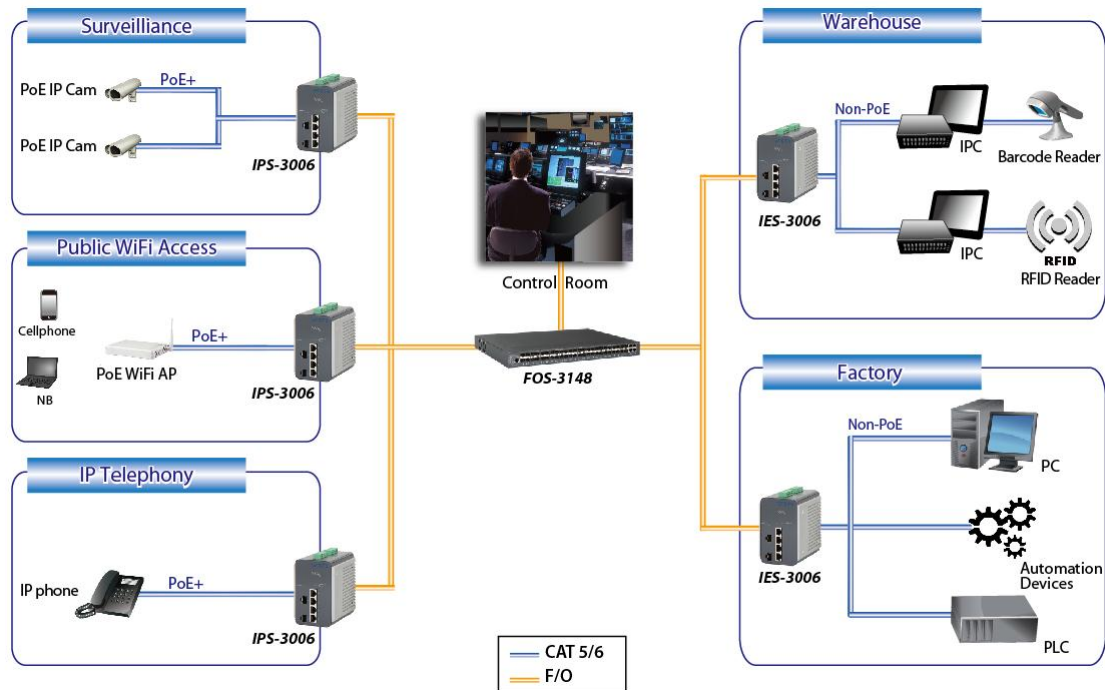 Surveilliance
PoE IP Cam
PoE+
PoE IP Cam
IPS-3006
Public WiFi Access
Cellphone
NB
PoE WiFi AP
PoE+
IPS-3006
IP Telephony
IP phone
PoE+
IPS-3006
Control Room
FOS-3148
CAT 5/6
F/O
Warehouse
Non-PoE
IPC
Barcode Reader
IES-3006
IPC
RFID
RFID Reader
Factory
Non-PoE
PC
IES-3006
Automation
Devices
PLC